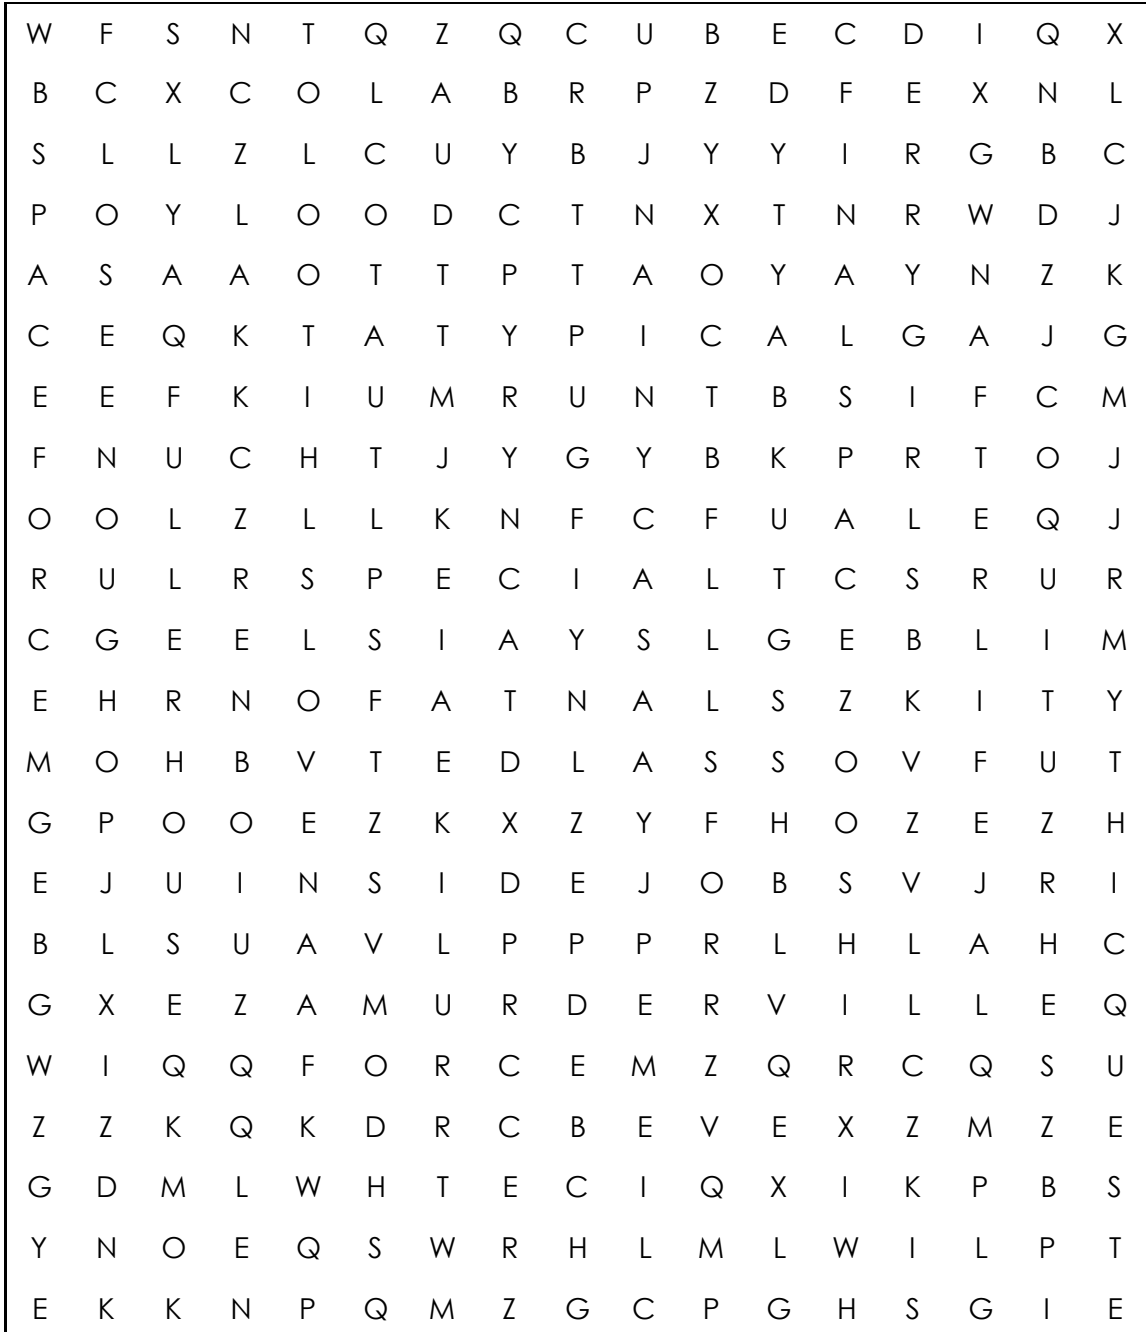 W F S N T Q Z Q C U B E C D I Q X
B C X C O L A B R P Z D F E X N L
S L L Z L C U Y B J Y Y I R G B C
P O Y L O O D C T N X T N R W D J
A S A A O T T P T A O Y A Y N Z K
C E Q K T A T Y P I C A L G A J G
E E F K I U M R U N T B S I F C M
F N U C H T J Y G Y B K P R T O J
O O L Z L L K N F C F U A L E Q J
R U L R S P E C I A L T C S R U R
C G E E L S I A Y S L G E B L I M
E H R N O F A T N A L S Z K I T Y
M O H B V T E D L A S S O V F U T
G P O O E Z K X Z Y F H O Z E Z H
E J U I N S I D E J O B S V J R I
B L S U A V L P P P R L H L A H C
G X E Z A M U R D E R V I L L E Q
W I Q Q F O R C E M Z Q R C Q S U
Z Z K Q K D R C B E V E X Z M Z E
G D M L W H T E C I Q X I K P B S
Y N O E Q S W R H L M L W I L P T
E K K N P Q M Z G C P G H S G I E